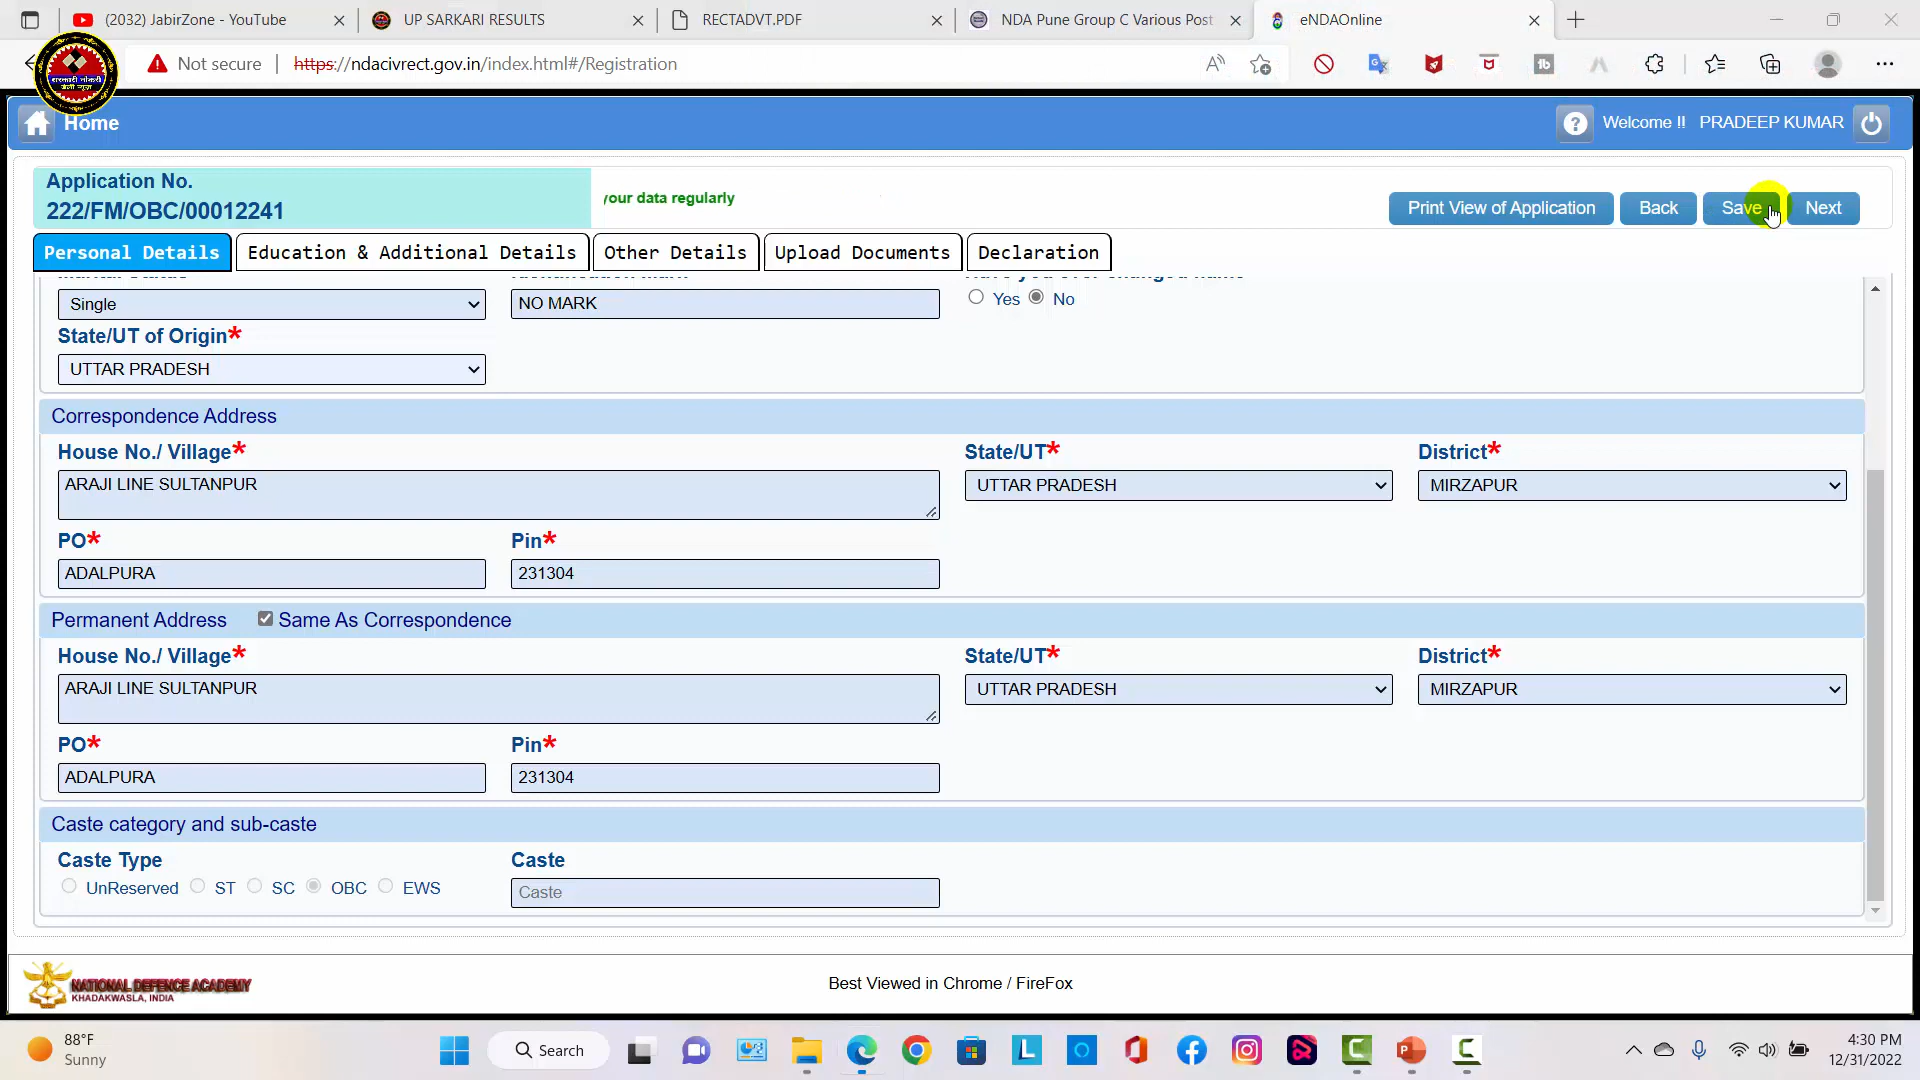 (2032) JabirZone - YouTube
UP SARKARI RESULTS
RECTADVT.PDF
NDA Pune Group C Various Post
eNDAOnline
Not secure
https://ndacivrect.gov.in/index.html#/Registration
Home
Welcome !! PRADEEP KUMAR
Application No.
222/FM/OBC/00012241
your data regularly
Print View of Application
Back
Save
Next
Personal Details
Education & Additional Details
Other Details
Upload Documents
Declaration
Single
NO MARK
Yes No
State/UT of Origin*
UTTAR PRADESH
Correspondence Address
House No./ Village*
State/UT*
District*
ARAJI LINE SULTANPUR
UTTAR PRADESH
MIRZAPUR
PO*
Pin*
ADALPURA
231304
Permanent Address
Same As Correspondence
House No./ Village*
State/UT*
District*
ARAJI LINE SULTANPUR
UTTAR PRADESH
MIRZAPUR
PO*
Pin*
ADALPURA
231304
Caste category and sub-caste
Caste Type
Caste
UnReserved ST SC OBC EWS
Caste
NATIONAL DEFENCE ACADEMY
KHADAKWASLA, INDIA
Best Viewed in Chrome / FireFox
88°F
Sunny
Search
4:30 PM
12/31/2022